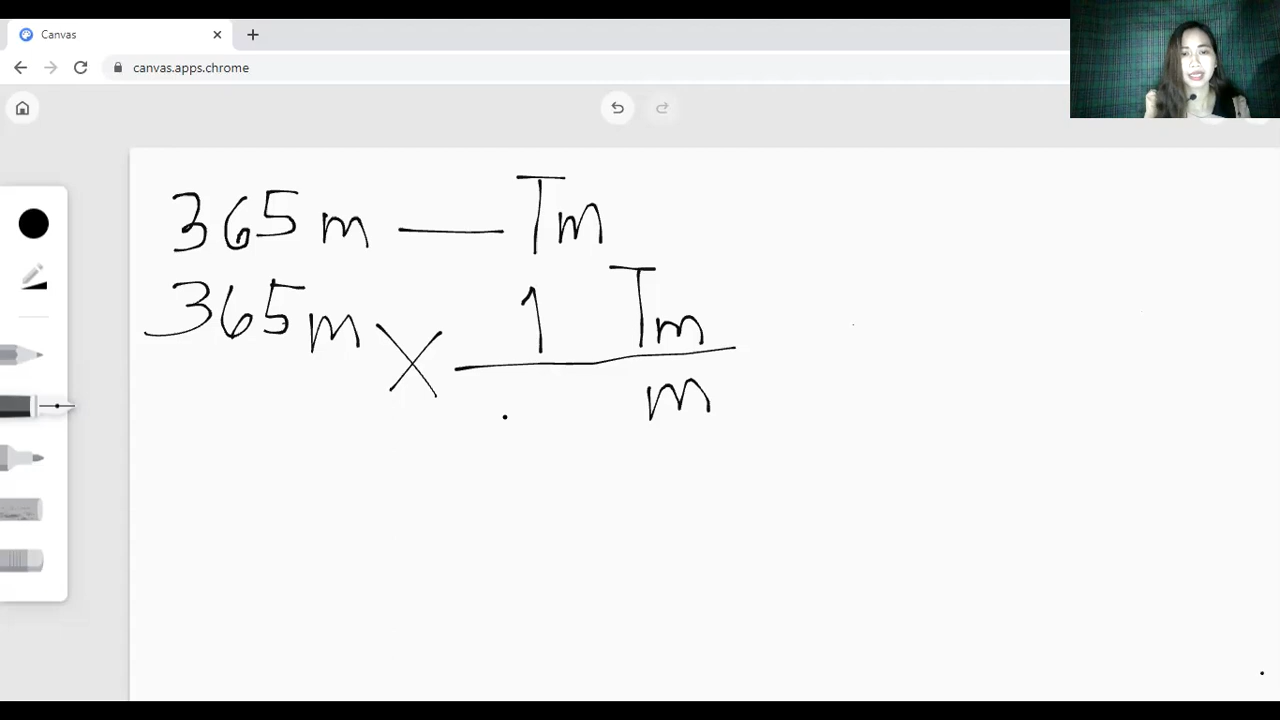 Canvas
canvas.apps.chrome
365 m — Tm
365 m X 1 Tm
m